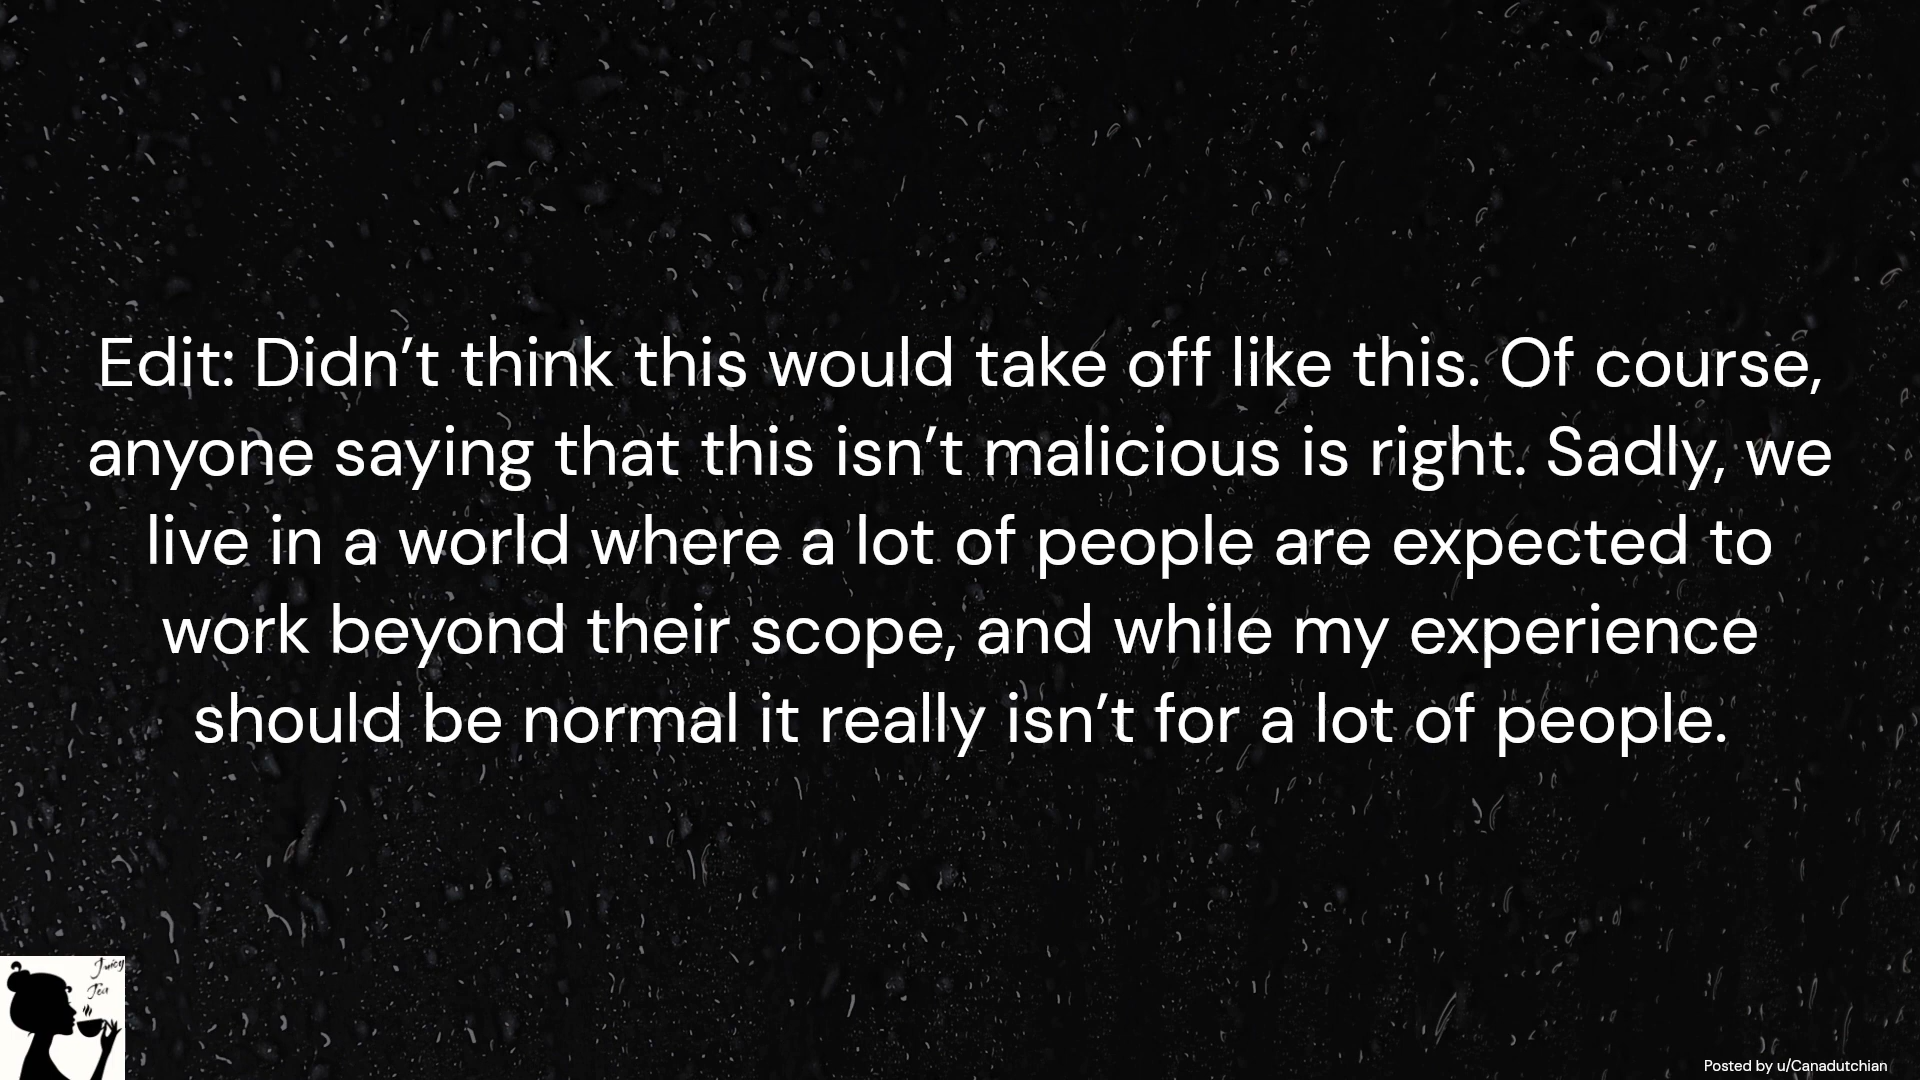 Edit: Didn’t think this would take off like this. Of course,
anyone saying that this isn’t malicious is right. Sadly, we
live in a world where a lot of people are expected to
work beyond their scope, and while my experience
should be normal it really isn’t for a lot of people.
Juicy
Tea
Posted by u/Canadutchian